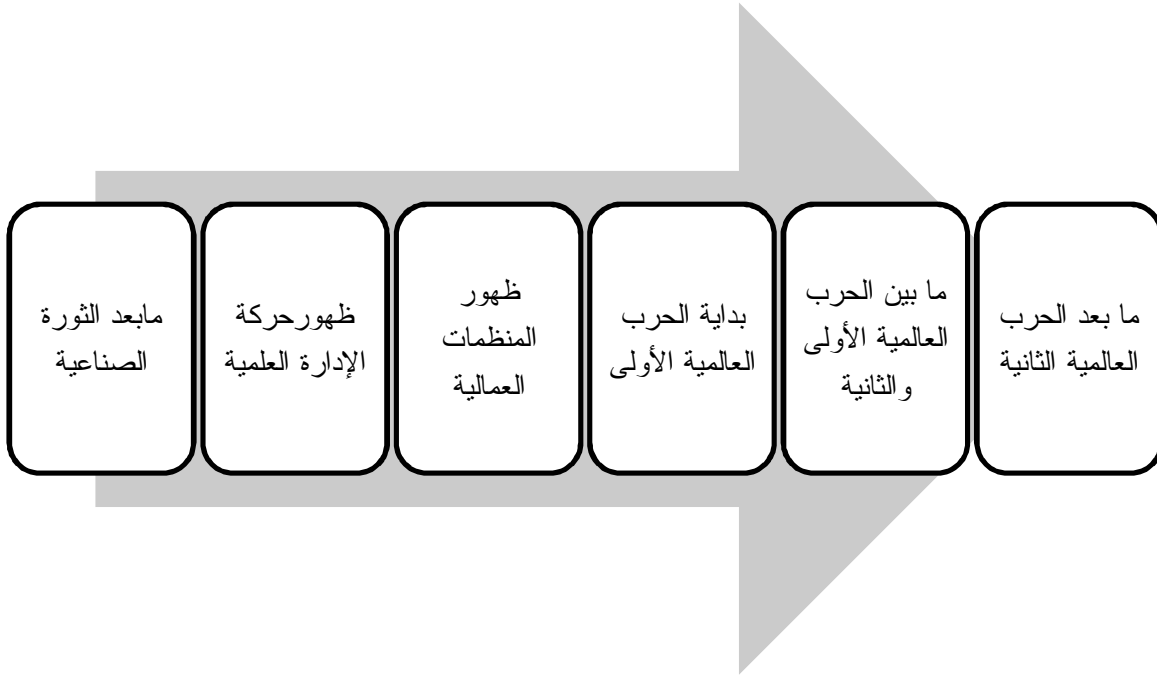 مابعد الثورة
الصناعية
ظهورحركة
الإدارة العلمية
ظهور
المنظمات
العمالية
بداية الحرب
العالمية الأولى
ما بين الحرب
العالمية الأولى
والثانية
ما بعد الحرب
العالمية الثانية